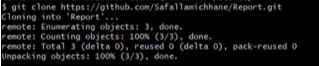 $ git clone https://github.com/Safallamichhane/Report.git
Cloning into 'Report'...
remote: Enumerating objects: 3, done.
remote: Counting objects: 100% (3/3), done.
remote: Total 3 (delta 0), reused 0 (delta 0), pack-reused 0
Unpacking objects: 100% (3/3), done.